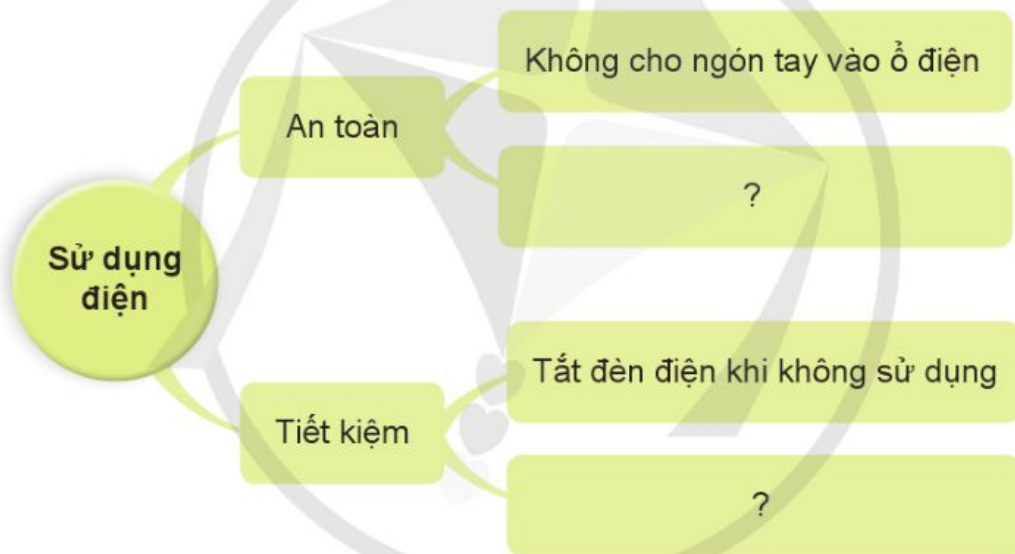 Không cho ngón tay vào ổ điện
An toàn
?
Sử dụng
điện
Tắt đèn điện khi không sử dụng
Tiết kiệm
?